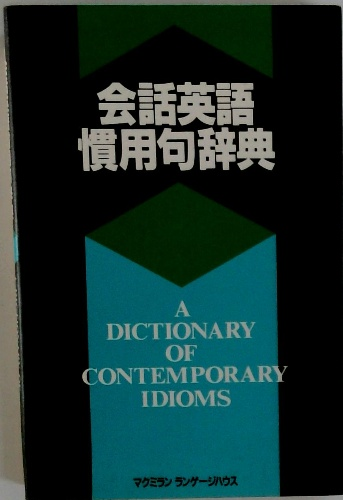 会話英語
慣用句辞典
A
DICTIONARY
OF
CONTEMPORARY
IDIOMS
マクミラン ランゲージハウス